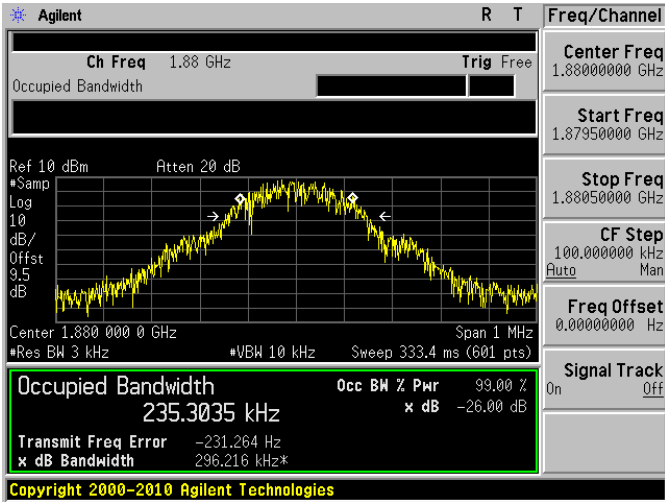 Agilent R T Freq/Channel
Ch Freq 1.88 GHz Trig Free
Occupied Bandwidth
Center Freq
1.88000000 GHz
Start Freq
1.87950000 GHz
Stop Freq
1.88050000 GHz
CF Step
100.000000 kHz
Auto Man
Freq Offset
0.00000000 Hz
Signal Track
On Off
Ref 10 dBm Atten 20 dB
#Samp
Log
10
dB/
Offst
9.5
dB
Center 1.880 000 0 GHz Span 1 MHz
#Res BW 3 kHz #VBW 10 kHz Sweep 333.4 ms (601 pts)
Occupied Bandwidth Occ BW % Pwr 99.00 %
235.3035 kHz x dB -26.00 dB
Transmit Freq Error -231.264 Hz
x dB Bandwidth 296.216 kHz*
Copyright 2000-2010 Agilent Technologies